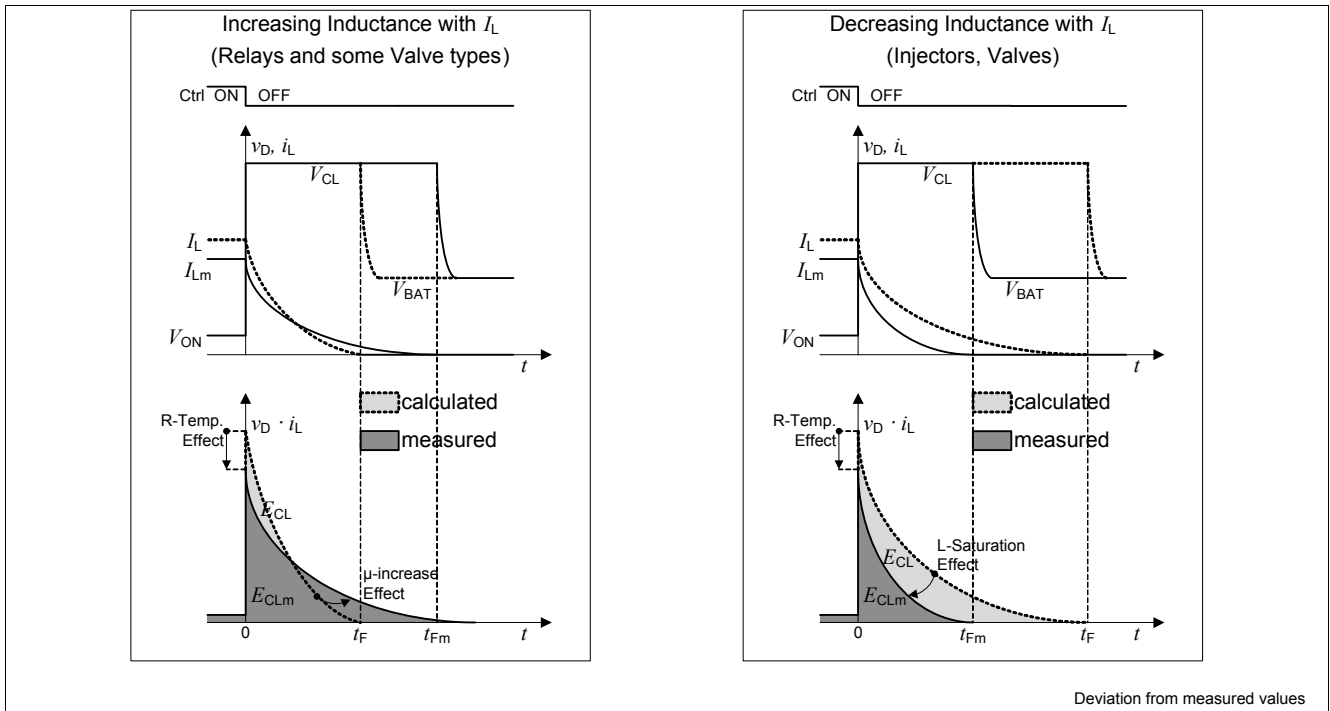 Increasing Inductance with IL
(Relays and some Valve types)
Ctrl ON OFF
vD, iL
VCL
IL
ILm
VBAT
VON
t
calculated
measured
R-Temp.
Effect
vD · iL
ECL
µ-increase
Effect
ECLm
0
tF
tFm
t
Decreasing Inductance with IL
(Injectors, Valves)
Ctrl ON OFF
vD, iL
VCL
IL
ILm
VBAT
VON
t
calculated
measured
R-Temp.
Effect
vD · iL
L-Saturation
Effect
ECL
ECLm
0
tFm
tF
t
Deviation from measured values